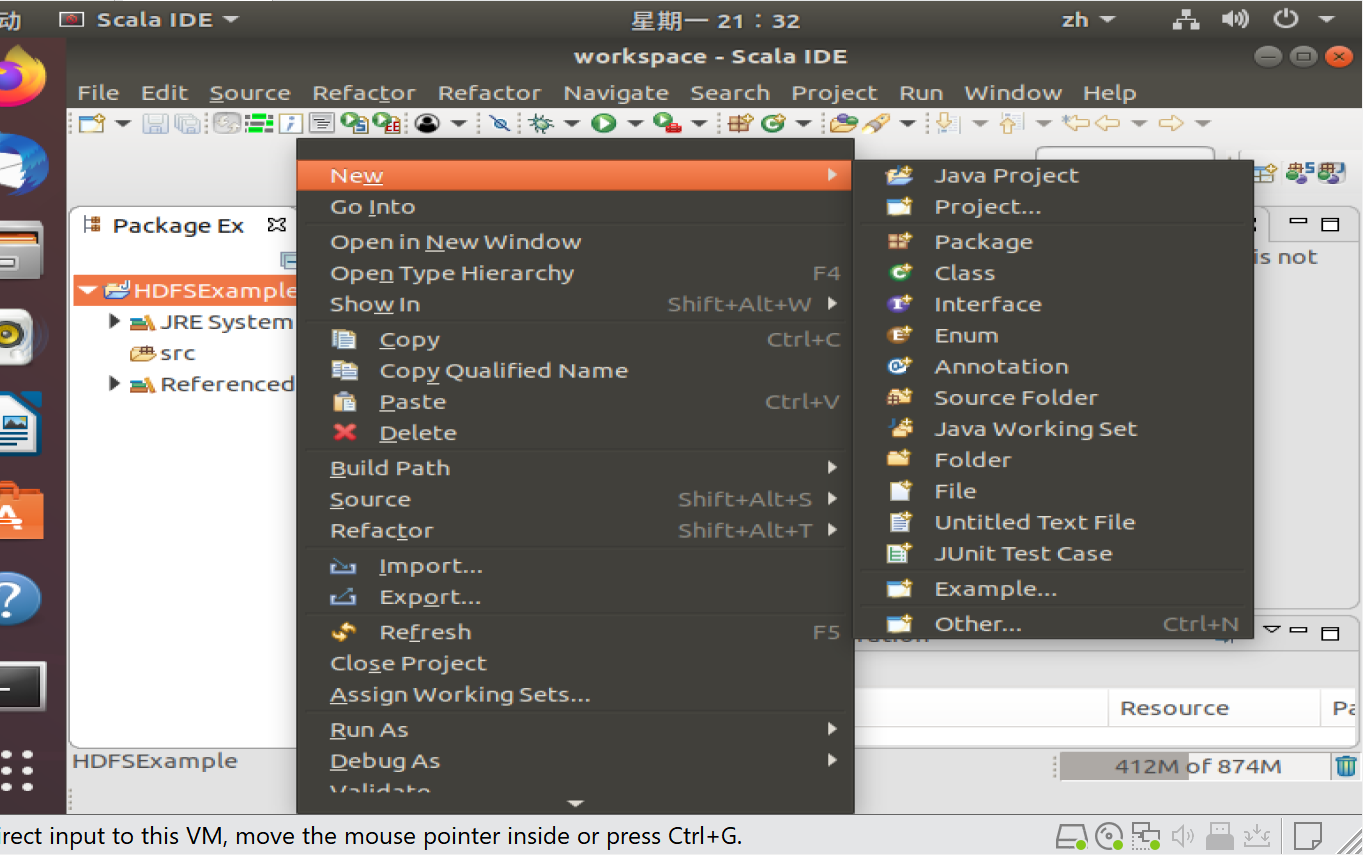 动 Scala IDE 星期一 21：32 zh
workspace - Scala IDE
File Edit Source Refactor Refactor Navigate Search Project Run Window Help
Package Ex
HDFSExample
JRE System
src
Referenced
New
Go Into
Open in New Window
Open Type Hierarchy F4
Show In Shift+Alt+W
Copy Ctrl+C
Copy Qualified Name
Paste Ctrl+V
Delete
Build Path
Source Shift+Alt+S
Refactor Shift+Alt+T
Import...
Export...
Refresh F5
Close Project
Assign Working Sets...
Run As
Debug As
Validate
Java Project
Project...
Package
Class
Interface
Enum
Annotation
Source Folder
Java Working Set
Folder
File
Untitled Text File
JUnit Test Case
Example...
Other... Ctrl+N
is not
Resource Pa
HDFSExample
412M of 874M
irect input to this VM, move the mouse pointer inside or press Ctrl+G.